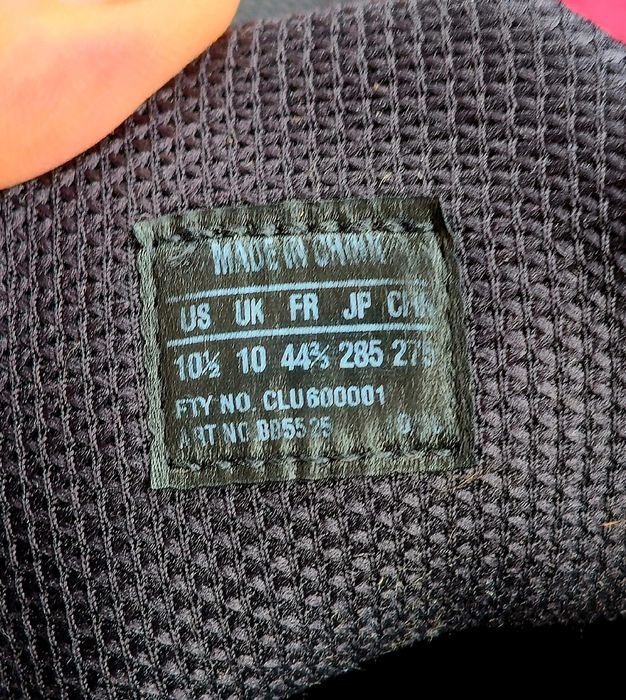 MADE IN CHINA
US UK FR JP CHN
10½ 10 44⅔ 285 275
FTY NO. CLU600001
ART NO BB5525